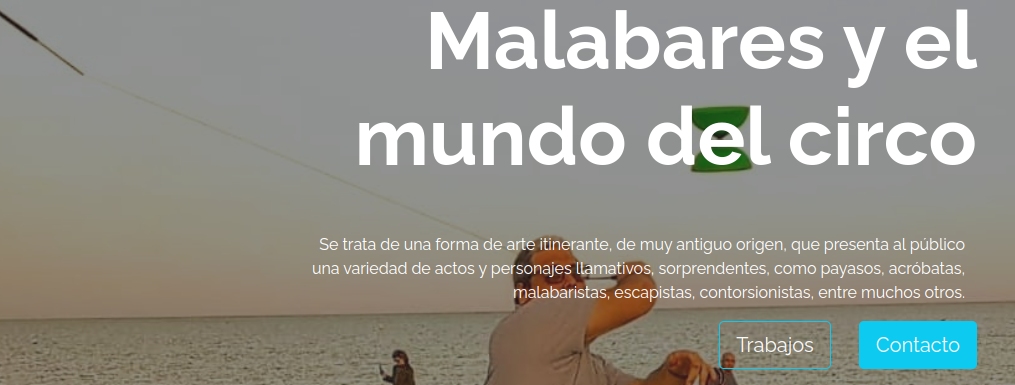 Malabares y el
mundo del circo
Se trata de una forma de arte itinerante, de muy antiguo origen, que presenta al público
una variedad de actos y personajes llamativos, sorprendentes, como payasos, acróbatas,
malabaristas, escapistas, contorsionistas, entre muchos otros.
Trabajos
Contacto